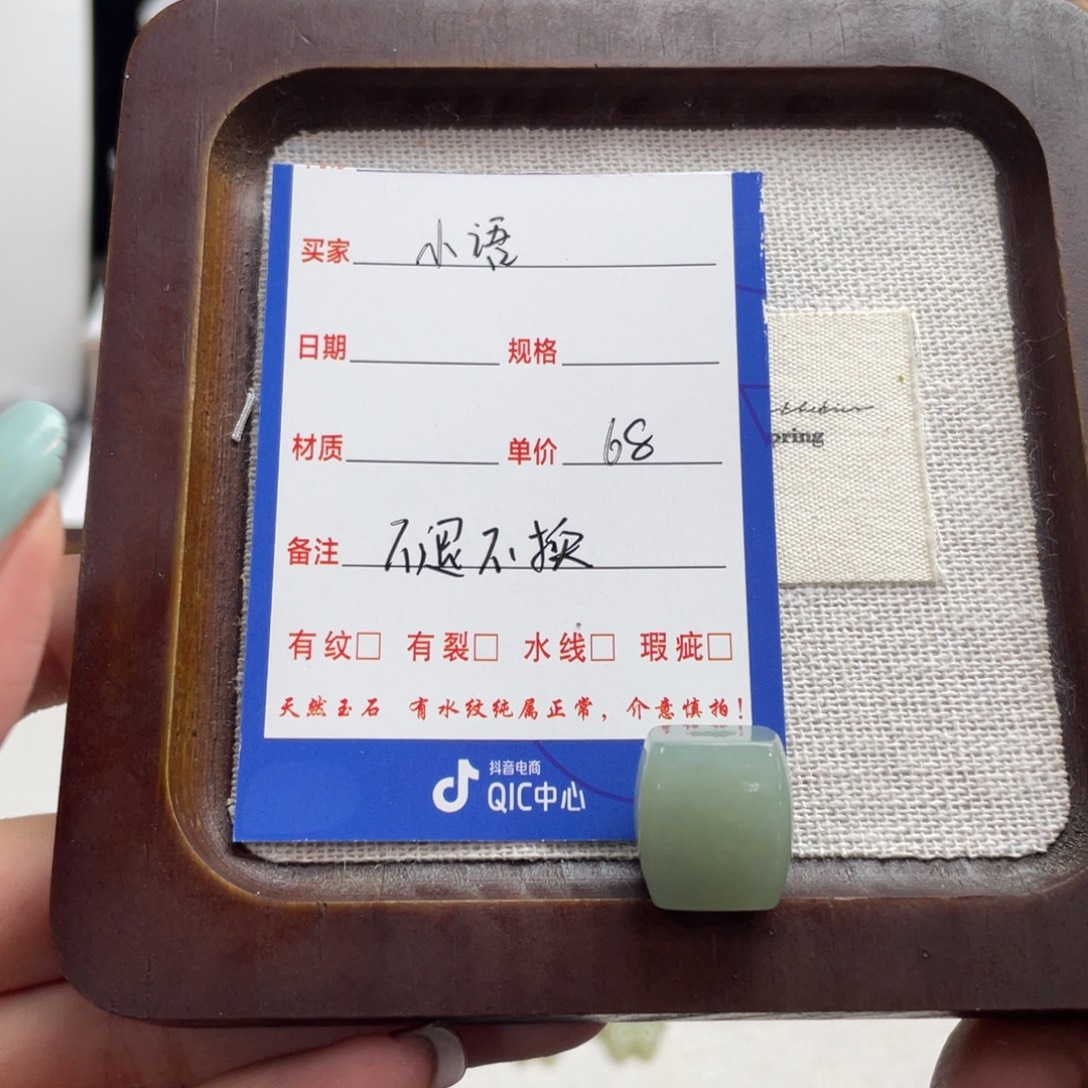 买家 小语
日期 规格
材质 单价 68
备注 不退不换
有纹□ 有裂□ 水线□ 瑕疵□
天然玉石 有水纹纯属正常，介意慎拍！
抖音电商
QIC中心
pring